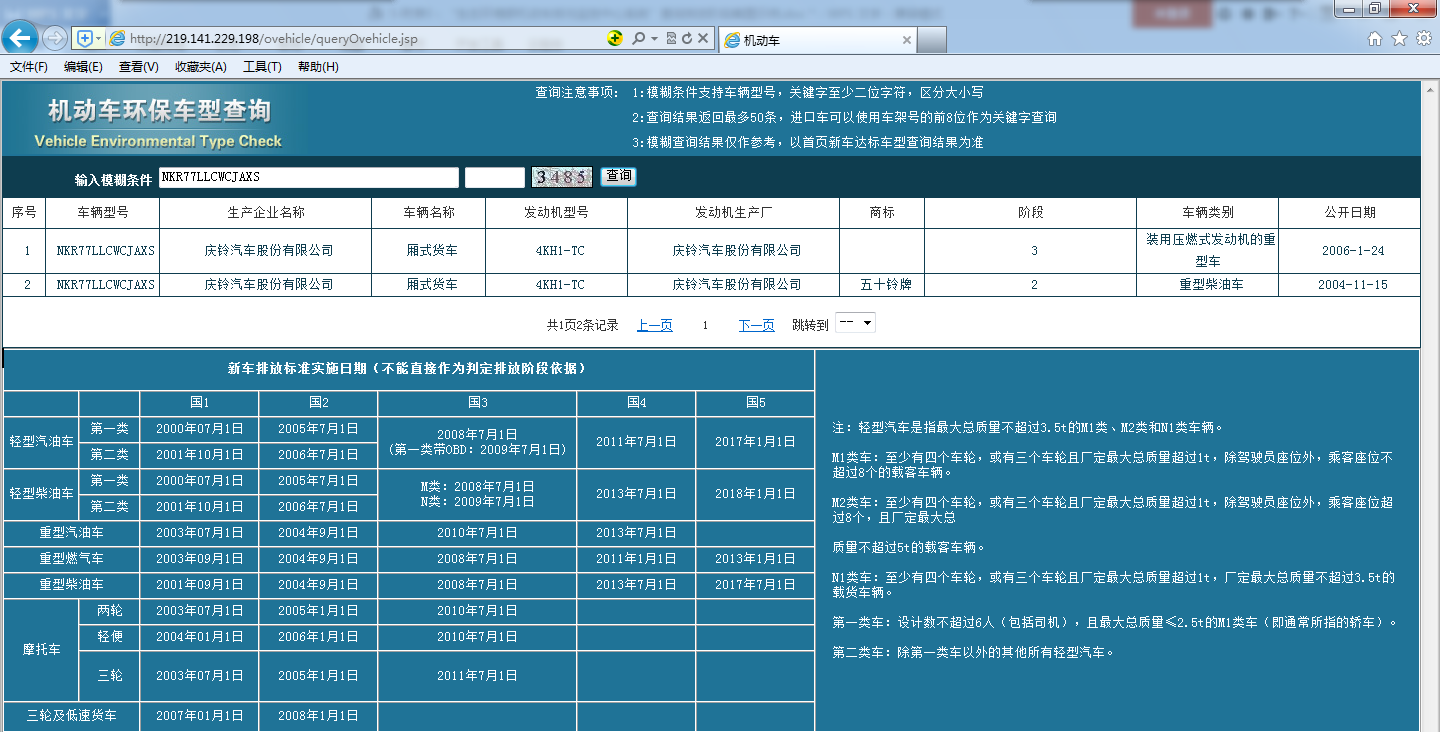 http://219.141.229.198/ovehicle/queryOvehicle.jsp
机动车
文件(F) 编辑(E) 查看(V) 收藏夹(A) 工具(T) 帮助(H)
机动车环保车型查询
Vehicle Environmental Type Check
查询注意事项: 1:模糊条件支持车辆型号，关键字至少二位字符，区分大小写
2:查询结果返回最多50条，进口车可以使用车架号的前8位作为关键字查询
3:模糊查询结果仅作参考，以首页新车达标车型查询结果为准
输入模糊条件 NKR77LLCWCJAXS 3485 查询
序号 车辆型号 生产企业名称 车辆名称 发动机型号 发动机生产厂 商标 阶段 车辆类别 公开日期
1 NKR77LLCWCJAXS 庆铃汽车股份有限公司 厢式货车 4KH1-TC 庆铃汽车股份有限公司 3 装用压燃式发动机的重
型车 2006-1-24
2 NKR77LLCWCJAXS 庆铃汽车股份有限公司 厢式货车 4KH1-TC 庆铃汽车股份有限公司 五十铃牌 2 重型柴油车 2004-11-15
共1页2条记录 上一页 1 下一页 跳转到 --
新车排放标准实施日期（不能直接作为判定排放阶段依据）
国1 国2 国3 国4 国5
轻型汽油车 第一类 2000年07月1日 2005年7月1日 2008年7月1日
(第一类带OBD: 2009年7月1日) 2011年7月1日 2017年1月1日
第二类 2001年10月1日 2006年7月1日
轻型柴油车 第一类 2000年07月1日 2005年7月1日 M类: 2008年7月1日
N类: 2009年7月1日 2013年7月1日 2018年1月1日
第二类 2001年10月1日 2006年7月1日
重型汽油车 2003年07月1日 2004年9月1日 2010年7月1日 2013年7月1日
重型燃气车 2003年09月1日 2004年9月1日 2008年7月1日 2011年1月1日 2013年1月1日
重型柴油车 2001年09月1日 2004年9月1日 2008年7月1日 2013年7月1日 2017年7月1日
摩托车 两轮 2003年07月1日 2005年1月1日 2010年7月1日
轻便 2004年01月1日 2006年1月1日 2010年7月1日
三轮 2003年07月1日 2005年1月1日 2011年7月1日
三轮及低速货车 2007年01月1日 2008年1月1日
注: 轻型汽车是指最大总质量不超过3.5t的M1类、M2类和N1类车辆。
M1类车: 至少有四个车轮，或有三个车轮且厂定最大总质量超过1t，除驾驶员座位外，乘客座位不
超过8个的载客车辆。
M2类车: 至少有四个车轮，或有三个车轮且厂定最大总质量超过1t，除驾驶员座位外，乘客座位超
过8个，且厂定最大总
质量不超过5t的载客车辆。
N1类车: 至少有四个车轮，或有三个车轮且厂定最大总质量超过1t，厂定最大总质量不超过3.5t的
载货车辆。
第一类车: 设计数不超过6人（包括司机），且最大总质量≤2.5t的M1类车（即通常所指的轿车）。
第二类车: 除第一类车以外的其他所有轻型汽车。